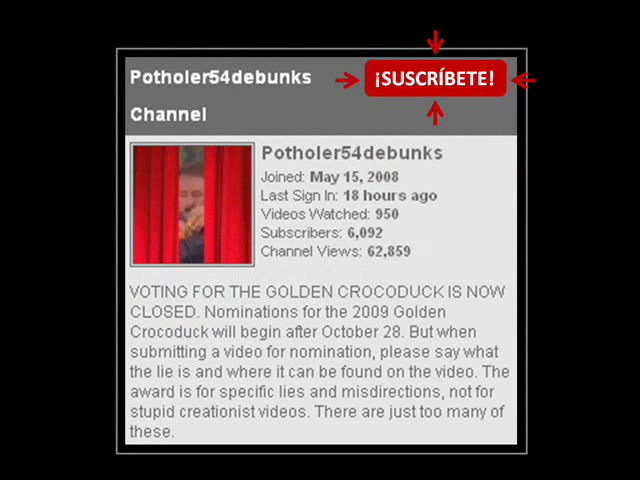 Potholer54debunks
Channel
¡SUSCRÍBETE!
Potholer54debunks
Joined: May 15, 2008
Last Sign In: 18 hours ago
Videos Watched: 950
Subscribers: 6,092
Channel Views: 62,859
VOTING FOR THE GOLDEN CROCODUCK IS NOW
CLOSED. Nominations for the 2009 Golden
Crocoduck will begin after October 28. But when
submitting a video for nomination, please say what
the lie is and where it can be found on the video. The
award is for specific lies and misdirections, not for
stupid creationist videos. There are just too many of
these.